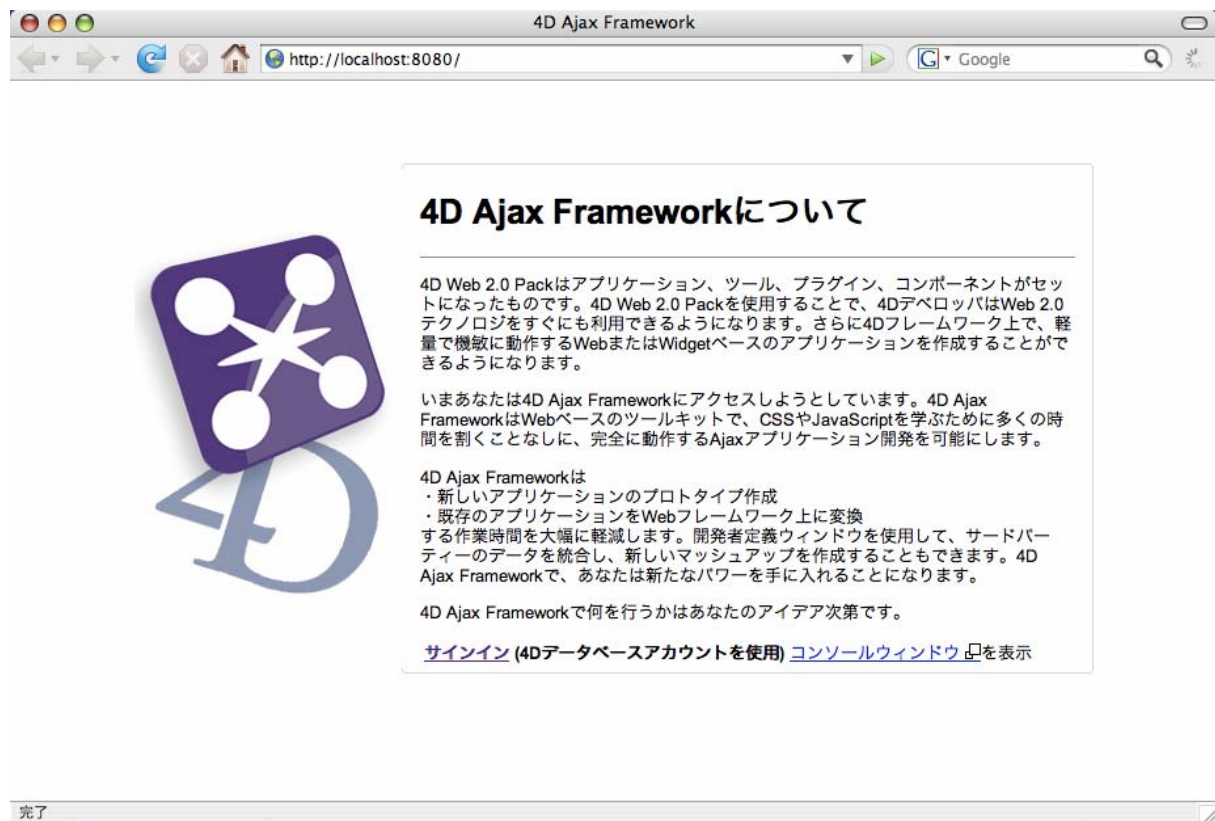 4D Ajax Framework
http://localhost:8080/
G
Google
4D Ajax Frameworkについて
4D Web 2.0 Packはアプリケーション、ツール、プラグイン、コンポーネントがセッ
トになったものです。4D Web 2.0 Packを使用することで、4DデベロッパはWeb 2.0
テクノロジをすぐにも利用できるようになります。さらに4Dフレームワーク上で、軽
量で機敏に動作するWebまたはWidgetベースのアプリケーションを作成することがで
きるようになります。
いまあなたは4D Ajax Frameworkにアクセスしようとしています。4D Ajax
FrameworkはWebベースのツールキットで、CSSやJavaScriptを学ぶために多くの時
間を割くことなしに、完全に動作するAjaxアプリケーション開発を可能にします。
4D Ajax Frameworkは
・新しいアプリケーションのプロトタイプ作成
・既存のアプリケーションをWebフレームワーク上に変換
する作業時間を大幅に軽減します。開発者定義ウィンドウを使用して、サードパー
ティーのデータを統合し、新しいマッシュアップを作成することもできます。4D
Ajax Frameworkで、あなたは新たなパワーを手に入れることになります。
4D Ajax Frameworkで何を行うかはあなたのアイデア次第です。
サインイン (4Dデータベースアカウントを使用) コンソールウィンドウ を表示
4D
完了